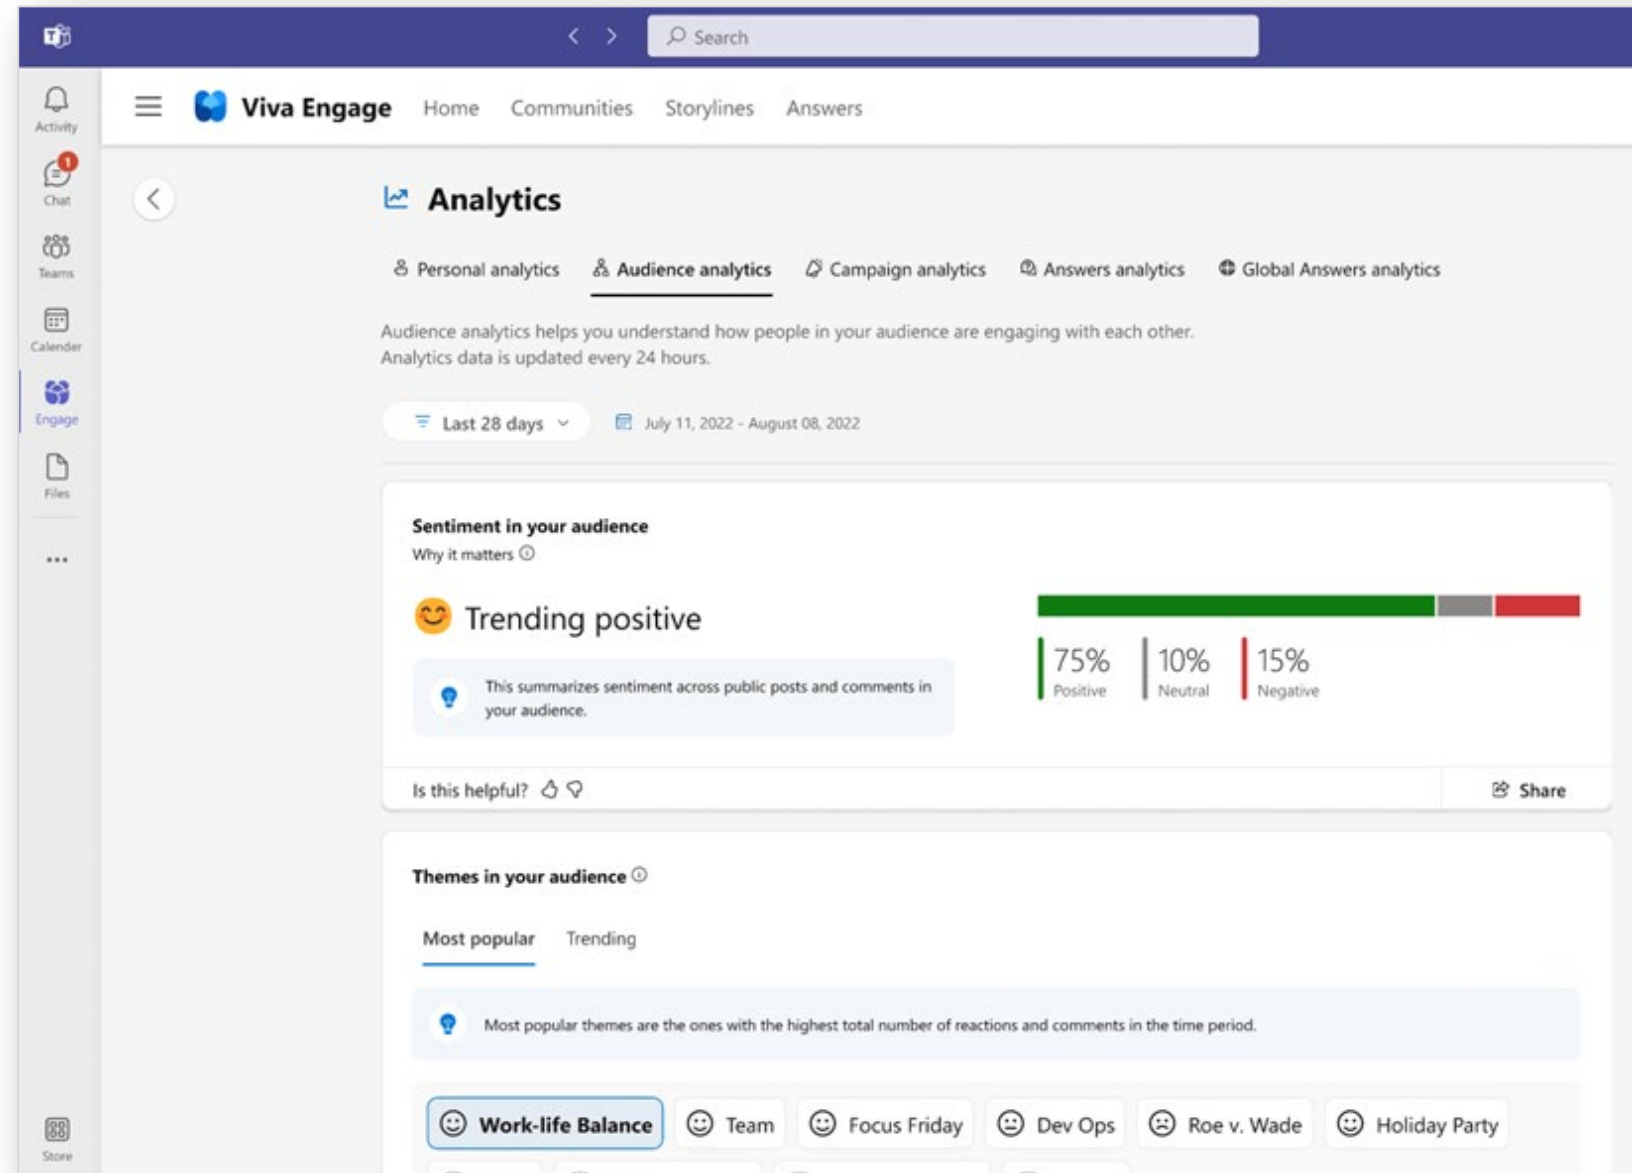 Search
Activity
1
Chat
Teams
Calender
Engage
Files
Store
Viva Engage Home Communities Storylines Answers
Analytics
Personal analytics Audience analytics Campaign analytics Answers analytics Global Answers analytics
Audience analytics helps you understand how people in your audience are engaging with each other.
Analytics data is updated every 24 hours.
Last 28 days July 11, 2022 - August 08, 2022
Sentiment in your audience
Why it matters
Trending positive
This summarizes sentiment across public posts and comments in
your audience.
75% 10% 15%
Positive Neutral Negative
Is this helpful? Share
Themes in your audience
Most popular Trending
Most popular themes are the ones with the highest total number of reactions and comments in the time period.
Work-life Balance Team Focus Friday Dev Ops Roe v. Wade Holiday Party